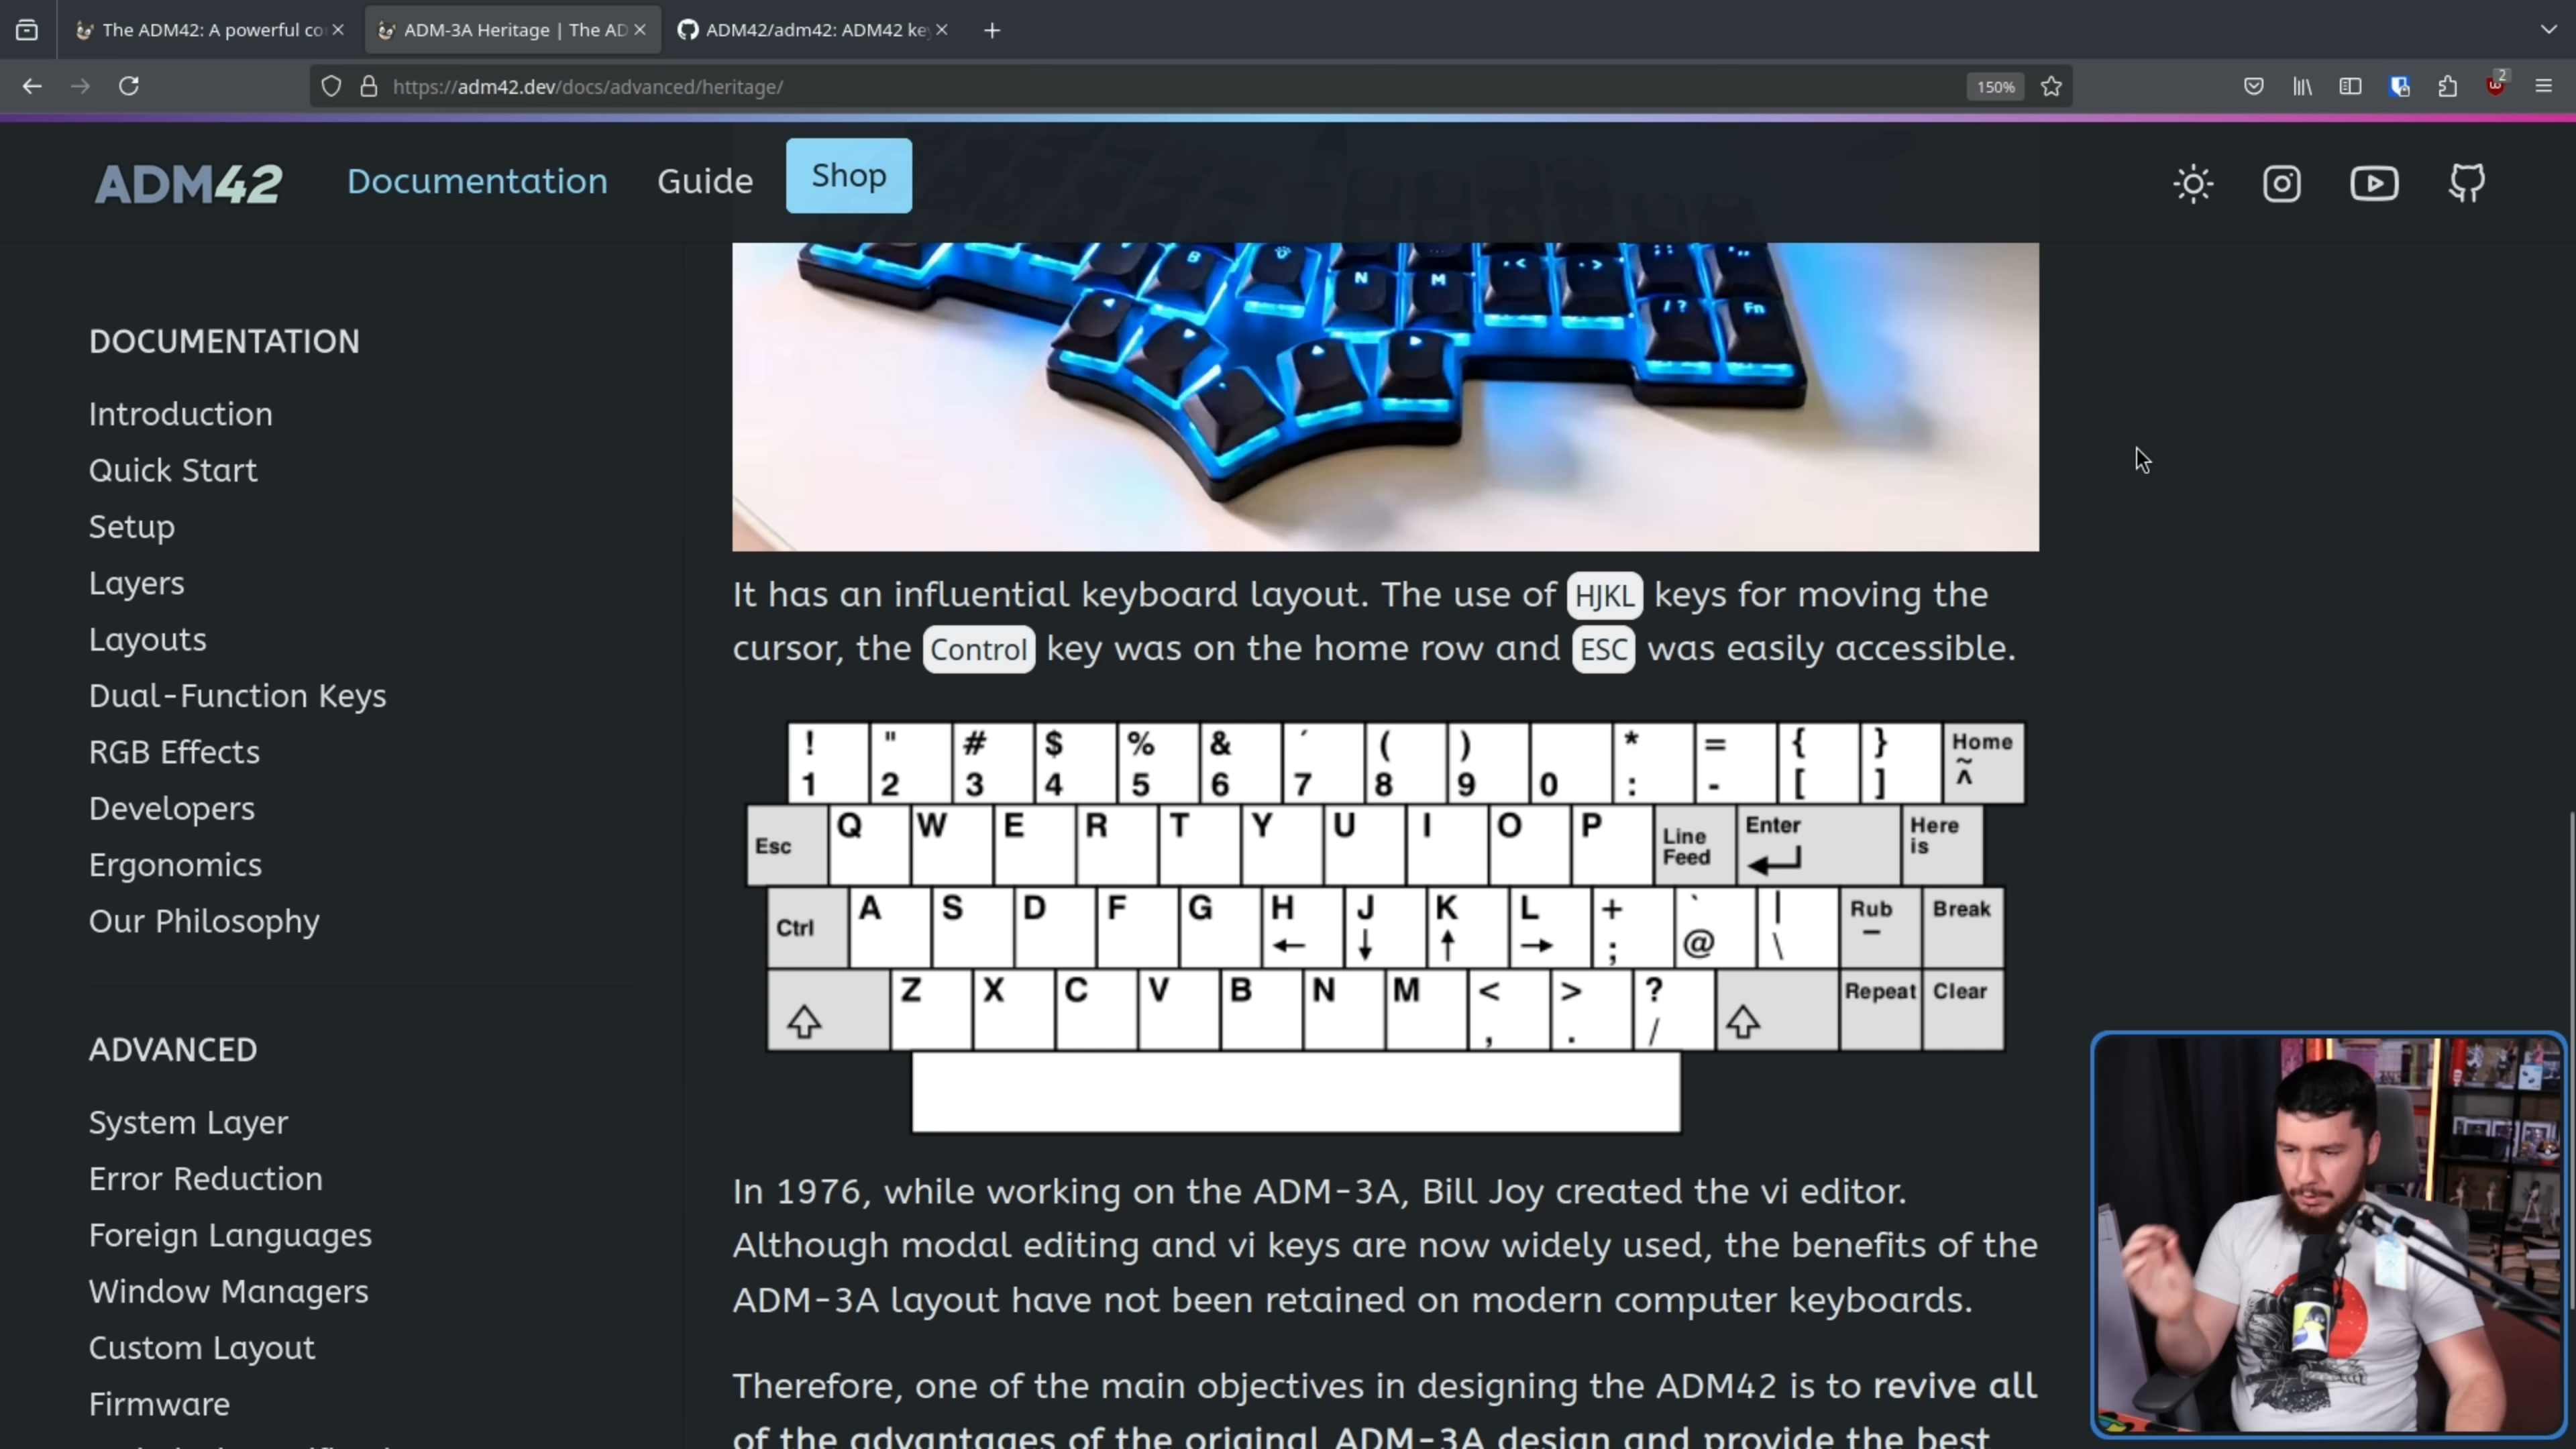 The ADM42: A powerful co
ADM-3A Heritage | The AD
ADM42/adm42: ADM42 ke
https://adm42.dev/docs/advanced/heritage/
150%
2
ADM42
Documentation
Guide
Shop
DOCUMENTATION
Introduction
Quick Start
Setup
Layers
Layouts
Dual-Function Keys
RGB Effects
Developers
Ergonomics
Our Philosophy
ADVANCED
System Layer
Error Reduction
Foreign Languages
Window Managers
Custom Layout
Firmware
B
N M < >
/ ? Fn
It has an influential keyboard layout. The use of HJKL keys for moving the
cursor, the Control key was on the home row and ESC was easily accessible.
! " # $ % & ´ ( ) * = { } Home
1 2 3 4 5 6 7 8 9 0 : - [ ] ~ ^
Esc Q W E R T Y U I O P Line Feed Enter Here is
Ctrl A S D F G H J K L + ; ` @ | \ Rub – Break
← ↓ ↑ →
Z X C V B N M < , > . ? / Repeat Clear
In 1976, while working on the ADM-3A, Bill Joy created the vi editor.
Although modal editing and vi keys are now widely used, the benefits of the
ADM-3A layout have not been retained on modern computer keyboards.
Therefore, one of the main objectives in designing the ADM42 is to revive all
of the advantages of the original ADM-3A design and provide the best